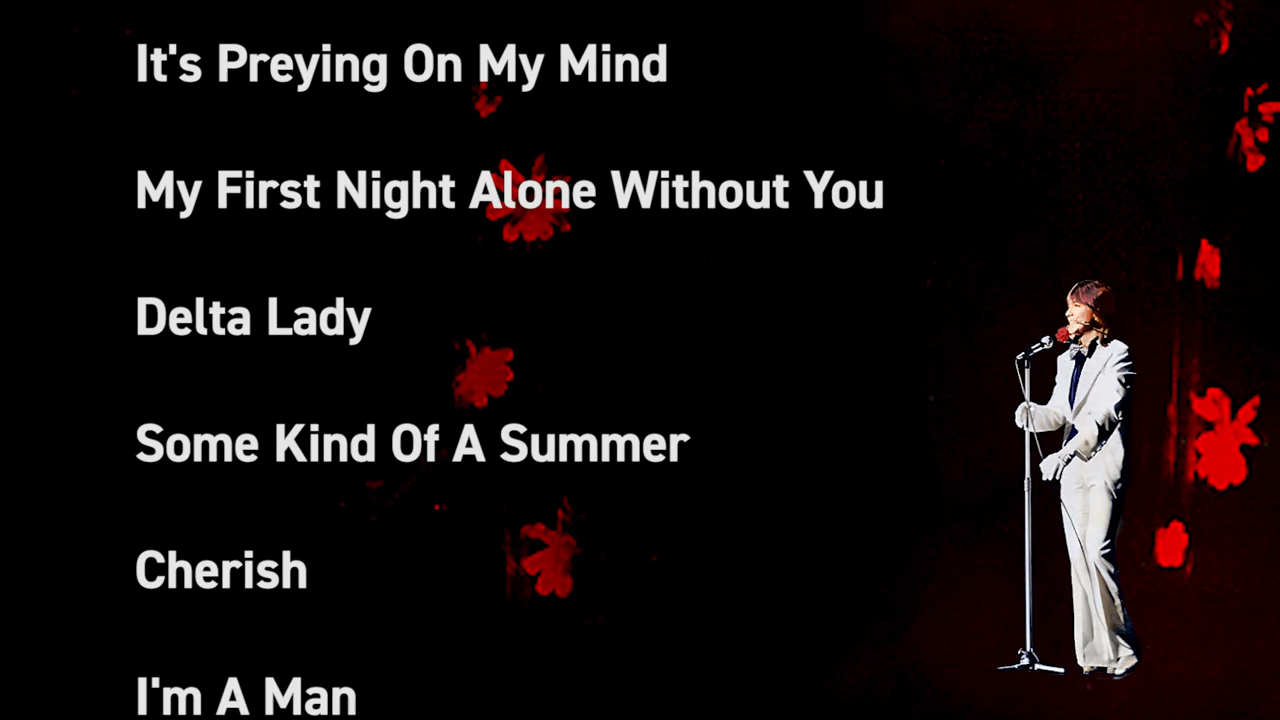 It's Preying On My Mind
My First Night Alone Without You
Delta Lady
Some Kind Of A Summer
Cherish
I'm A Man